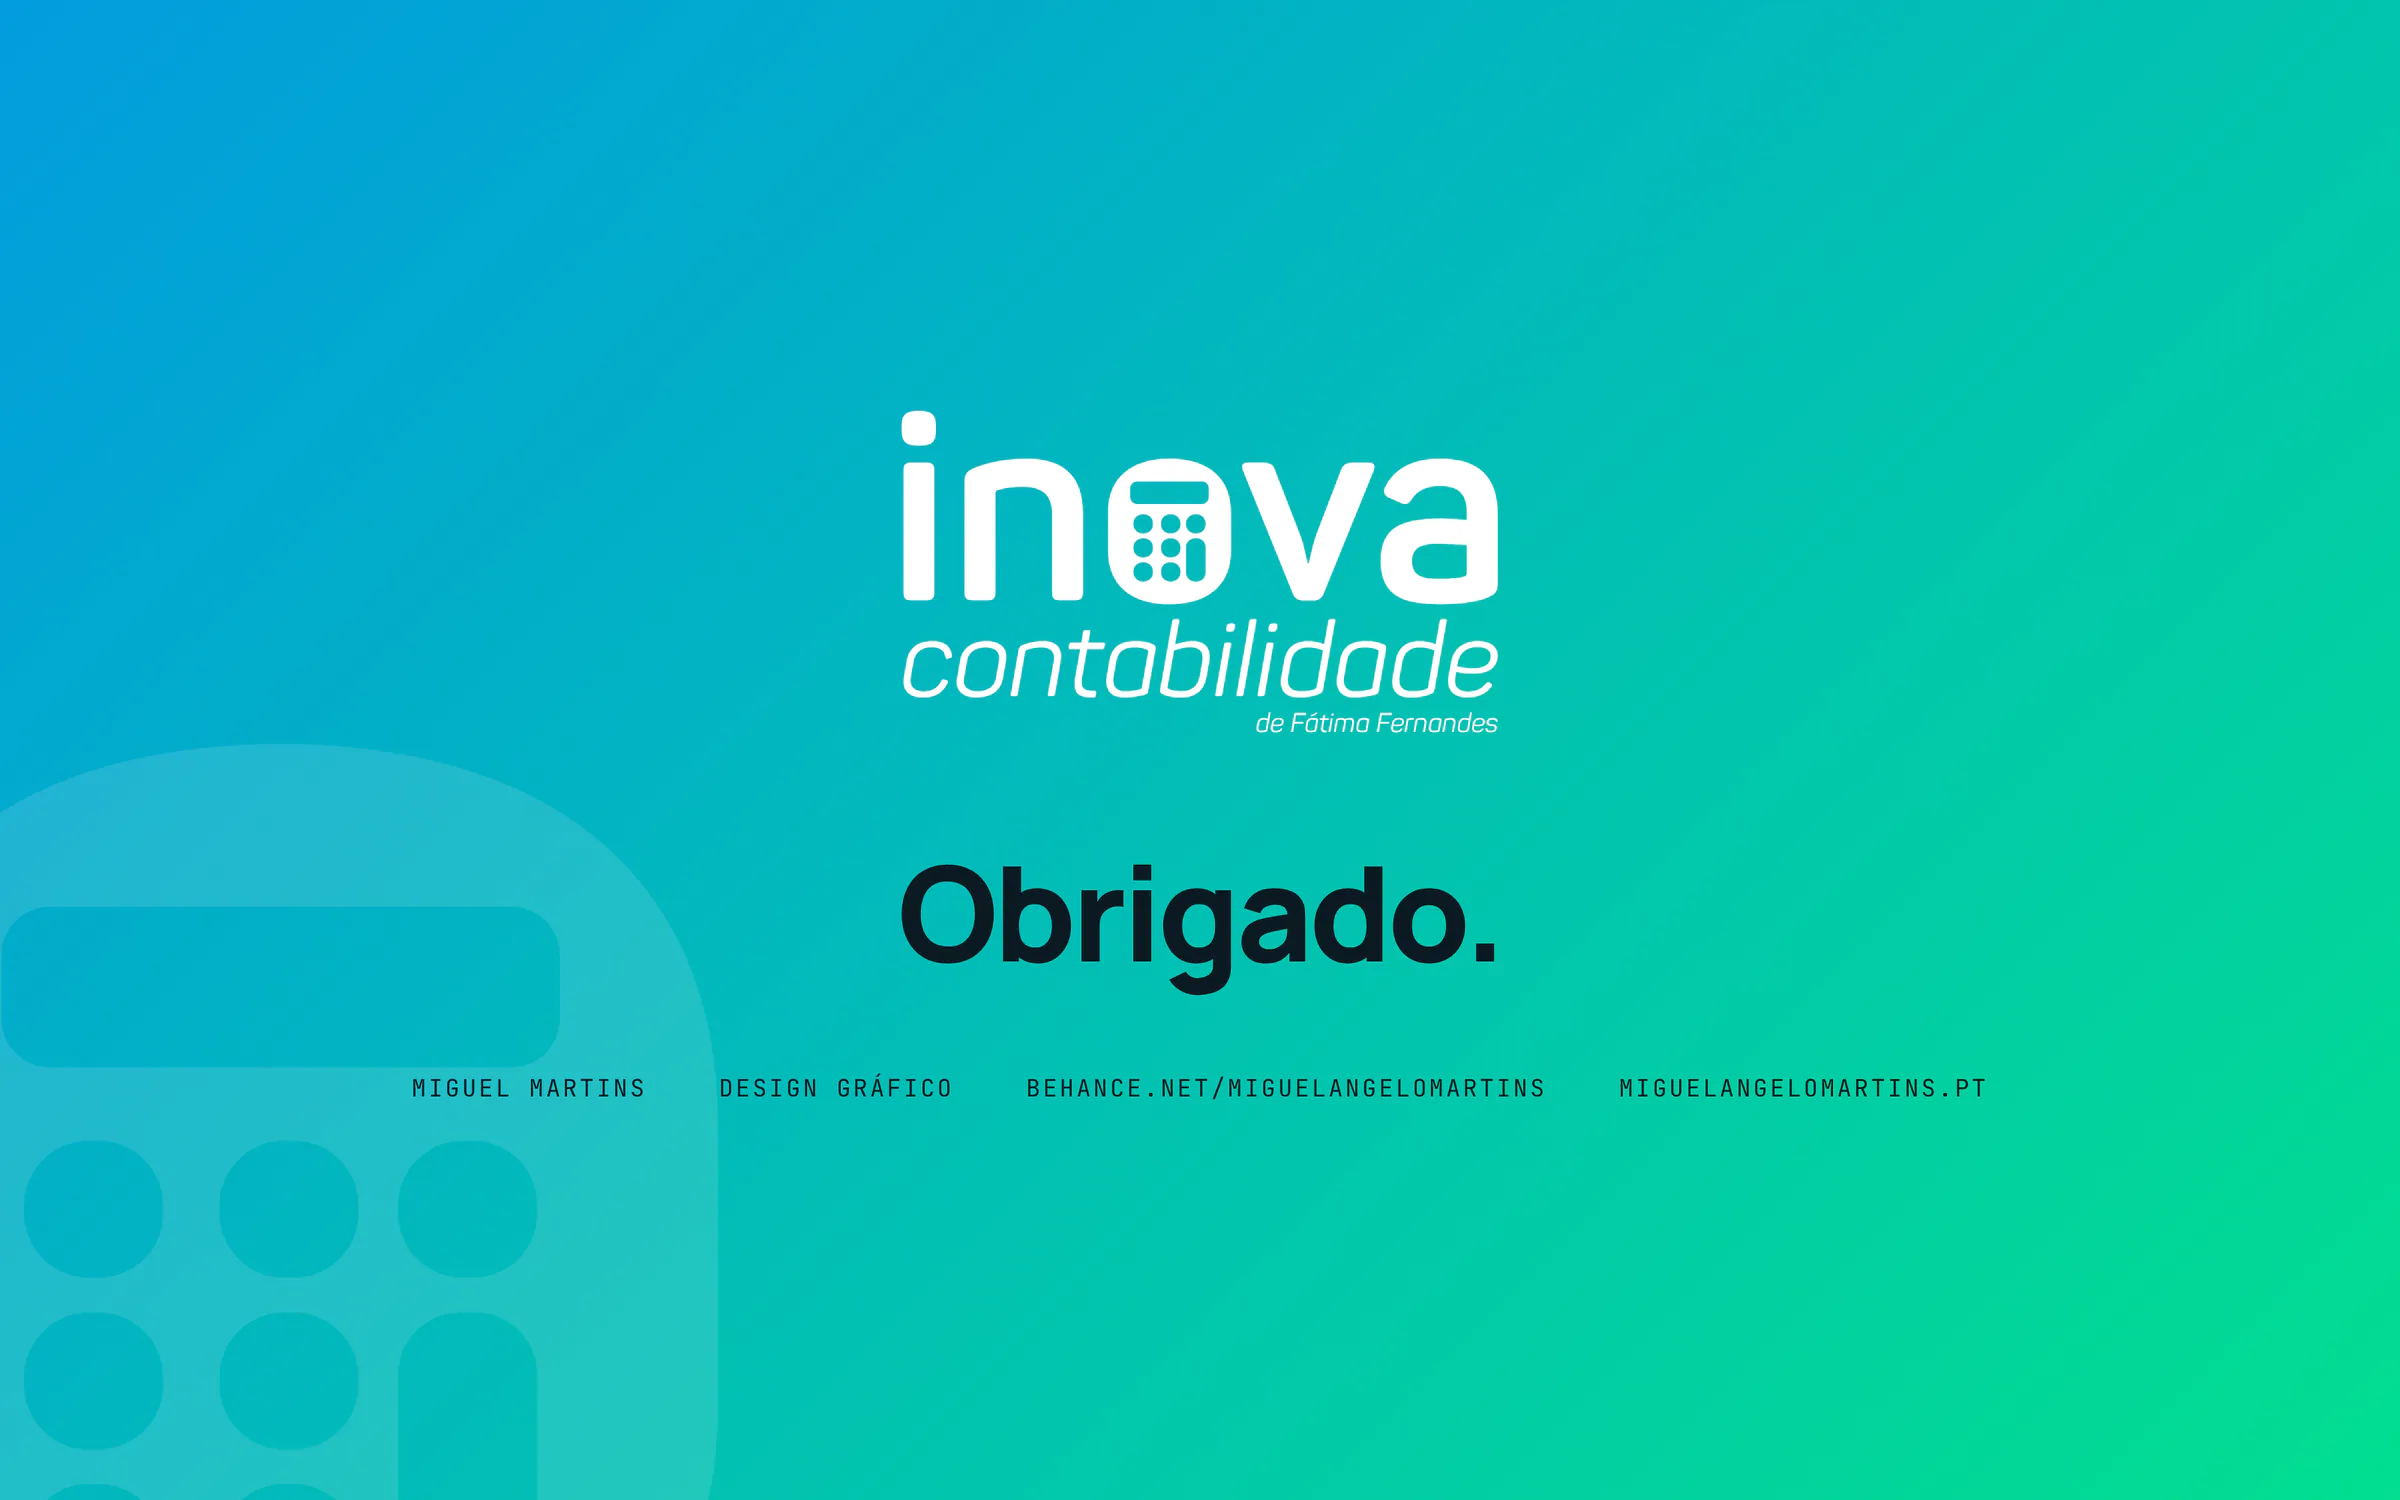 inova
contabilidade
de Fátima Fernandes
Obrigado.
MIGUEL MARTINS DESIGN GRÁFICO BEHANCE.NET/MIGUELANGELOMARTINS MIGUELANGELOMARTINS.PT